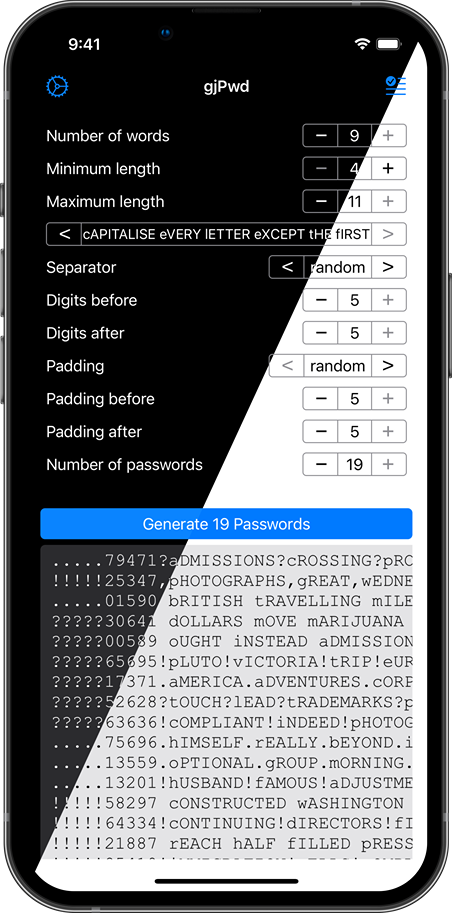 9:41
gjPwd
Number of words − 9 +
Minimum length − 4 +
Maximum length − 11 +
< cAPITALISE eVERY lETTER eXCEPT tHE fIRST >
Separator < random >
Digits before − 5 +
Digits after − 5 +
Padding < random >
Padding before − 5 +
Padding after − 5 +
Number of passwords − 19 +
Generate 19 Passwords
.....79471?aDMISSIONS?cROSSING?pRO
!!!!!25347,pHOTOGRAPHS,gREAT,wEDNE
.....01590 bRITISH tRAVELLING mILE
?????30641 dOLLARS mOVE mARIJUANA
?????00589 oUGHT iNSTEAD aDMISSION
?????65695!pLUTO!vICTORIA!tRIP!eUR
?????17371.aMERICA.aDVENTURES.cORP
?????52628?tOUCH?lEAD?tRADEMARKS?p
?????63636!cOMPLIANT!iNDEED!pHOTOG
.....75696.hIMSELF.rEALLY.bEYOND.i
.....13559.oPTIONAL.gROUP.mORNING.
.....13201!hUSBAND!fAMOUS!aDJUSTME
!!!!!58297 cONSTRUCTED wASHINGTON
!!!!!64334!cONTINUING!dIRECTORS!fI
!!!!!21887 rEACH hALF fILLED pRESS